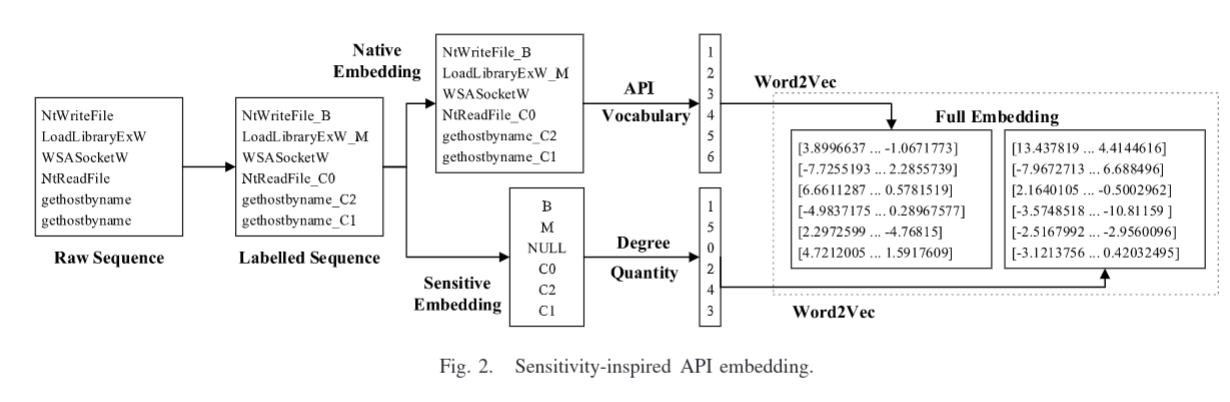 NtWriteFile
LoadLibraryExW
WSASocketW
NtReadFile
gethostbyname
gethostbyname
Raw Sequence
NtWriteFile_B
LoadLibraryExW_M
WSASocketW
NtReadFile_C0
gethostbyname_C2
gethostbyname_C1
Labelled Sequence
Native
Embedding
NtWriteFile_B
LoadLibraryExW_M
WSASocketW
NtReadFile_C0
gethostbyname_C2
gethostbyname_C1
API
Vocabulary
1
2
3
4
5
6
Word2Vec
Sensitive
Embedding
B
M
NULL
C0
C2
C1
Degree
Quantity
1
5
0
2
4
3
Word2Vec
Full Embedding
[3.8996637 ... -1.0671773]
[-7.7255193 ... 2.2855739]
[6.6611287 ... 0.5781519]
[-4.9837175 ... 0.28967577]
[2.2972599 ... -4.76815]
[4.7212005 ... 1.5917609]
[13.437819 ... 4.4144616]
[-7.9672713 ... 6.688496]
[2.1640105 ... -0.5002962]
[-3.5748518 ... -10.81159 ]
[-2.5167992 ... -2.9560096]
[-3.1213756 ... 0.42032495]
Fig. 2. Sensitivity-inspired API embedding.